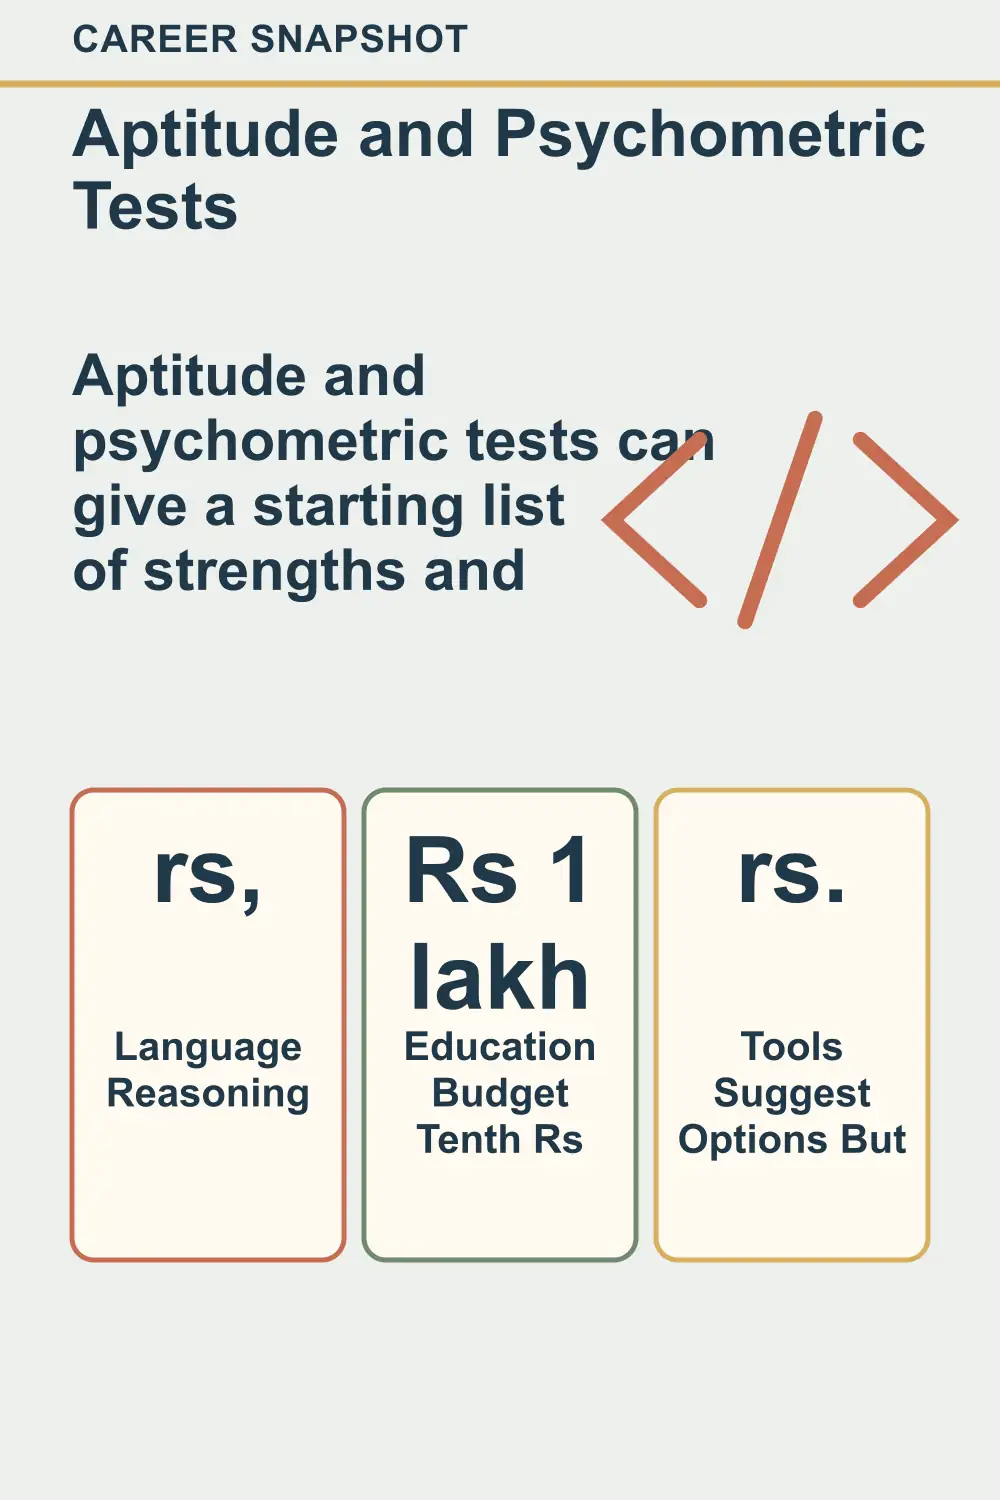 CAREER SNAPSHOT
Aptitude and Psychometric
Tests
Aptitude and
psychometric tests can
give a starting list
of strengths and
rs,
Language
Reasoning
Rs 1
lakh
Education
Budget
Tenth Rs
rs.
Tools
Suggest
Options But